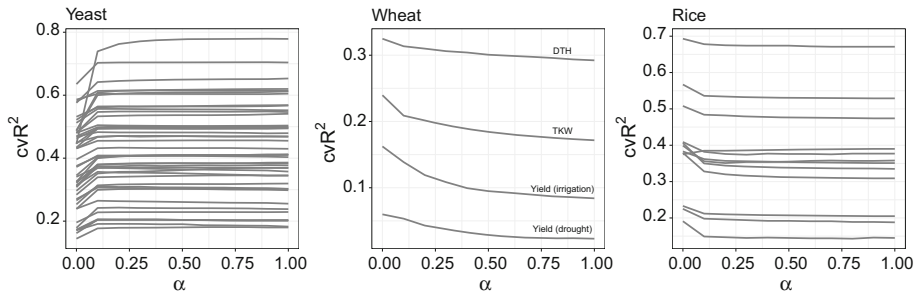 Yeast
0.8
0.6
0.4
0.2
cvR²
0.00 0.25 0.50 0.75 1.00
α
Wheat
0.3
0.2
0.1
cvR²
DTH
TKW
Yield (irrigation)
Yield (drought)
0.00 0.25 0.50 0.75 1.00
α
Rice
0.7
0.6
0.5
0.4
0.3
0.2
cvR²
0.00 0.25 0.50 0.75 1.00
α